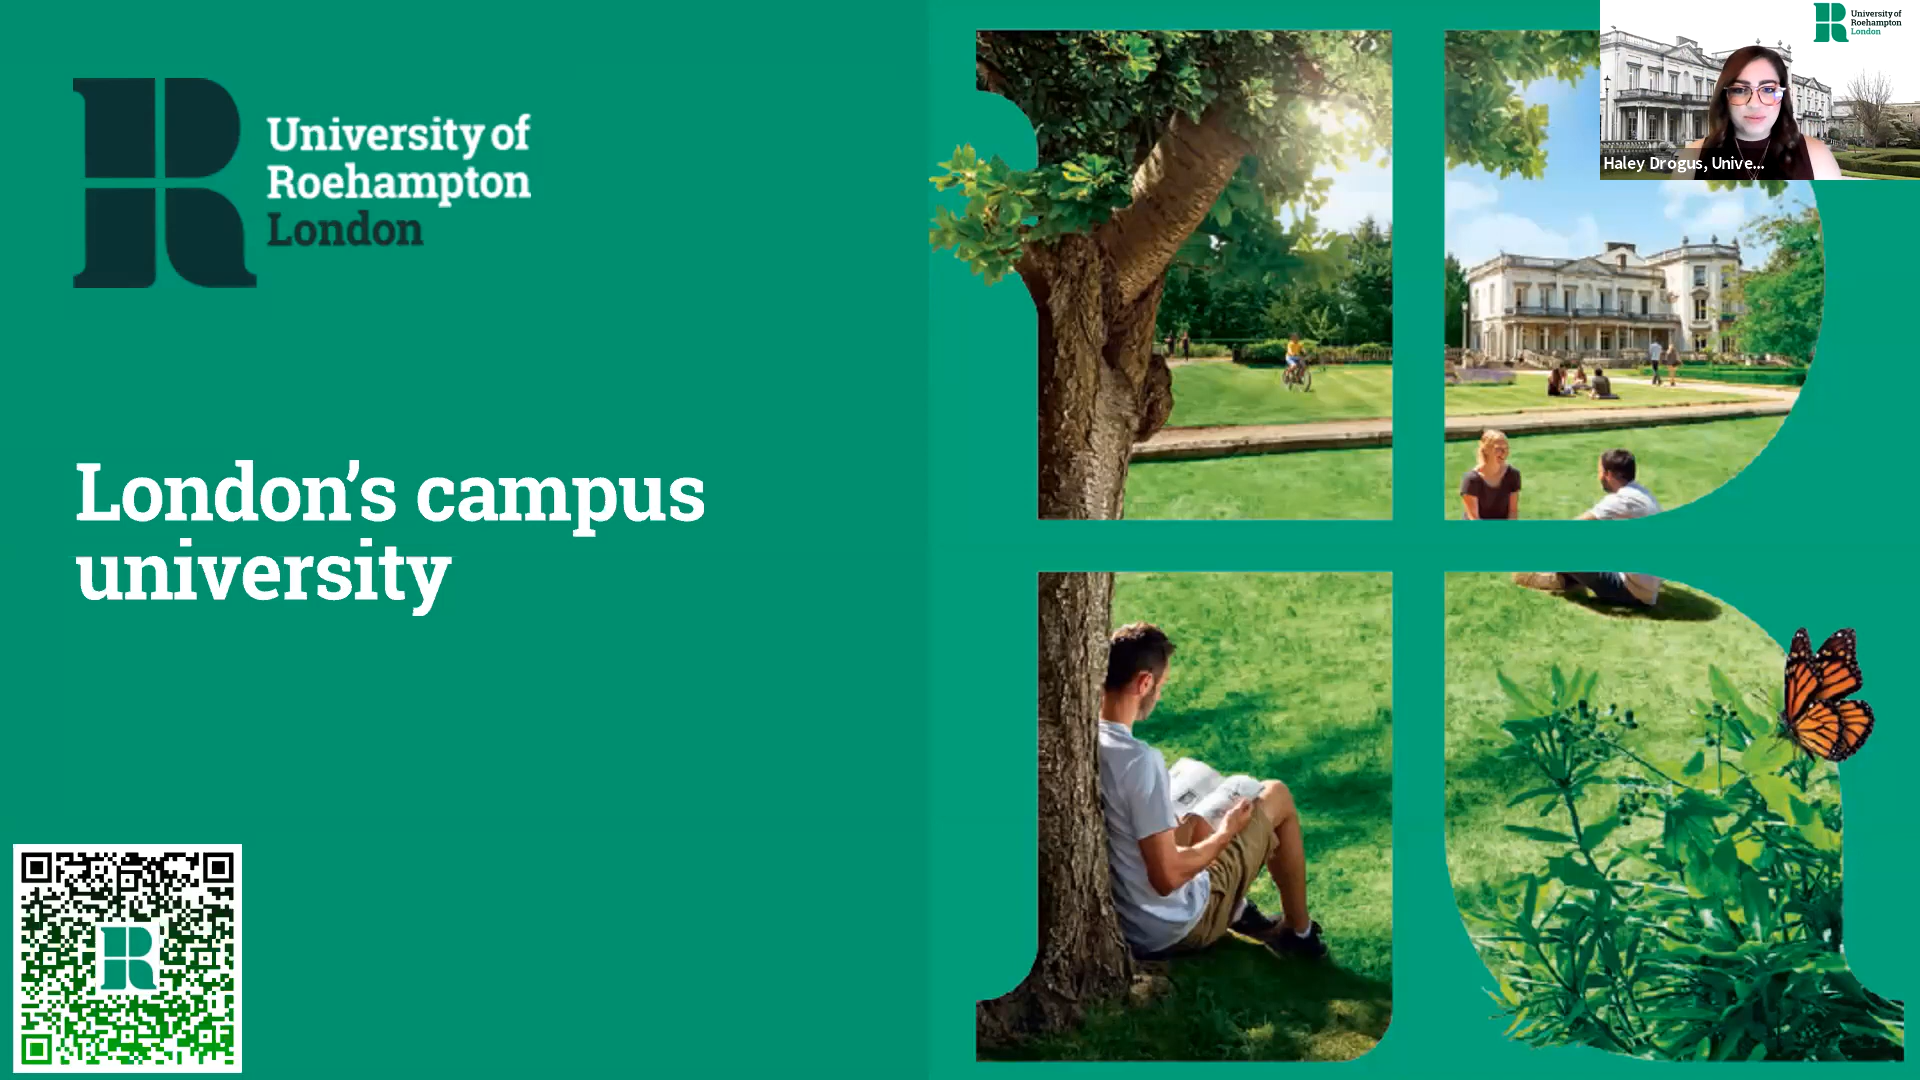 University of
Roehampton
London
London’s campus
university
University of
Roehampton
London
Haley Drogus, Unive...